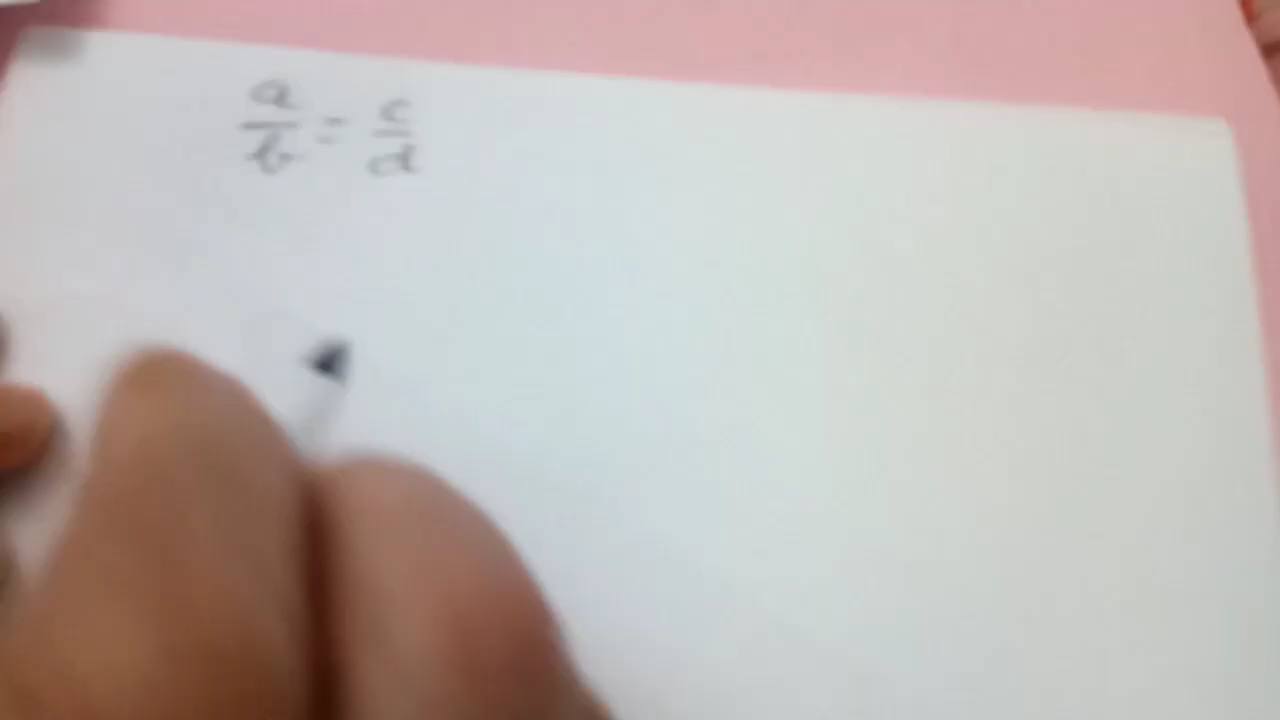 a/b = c/d